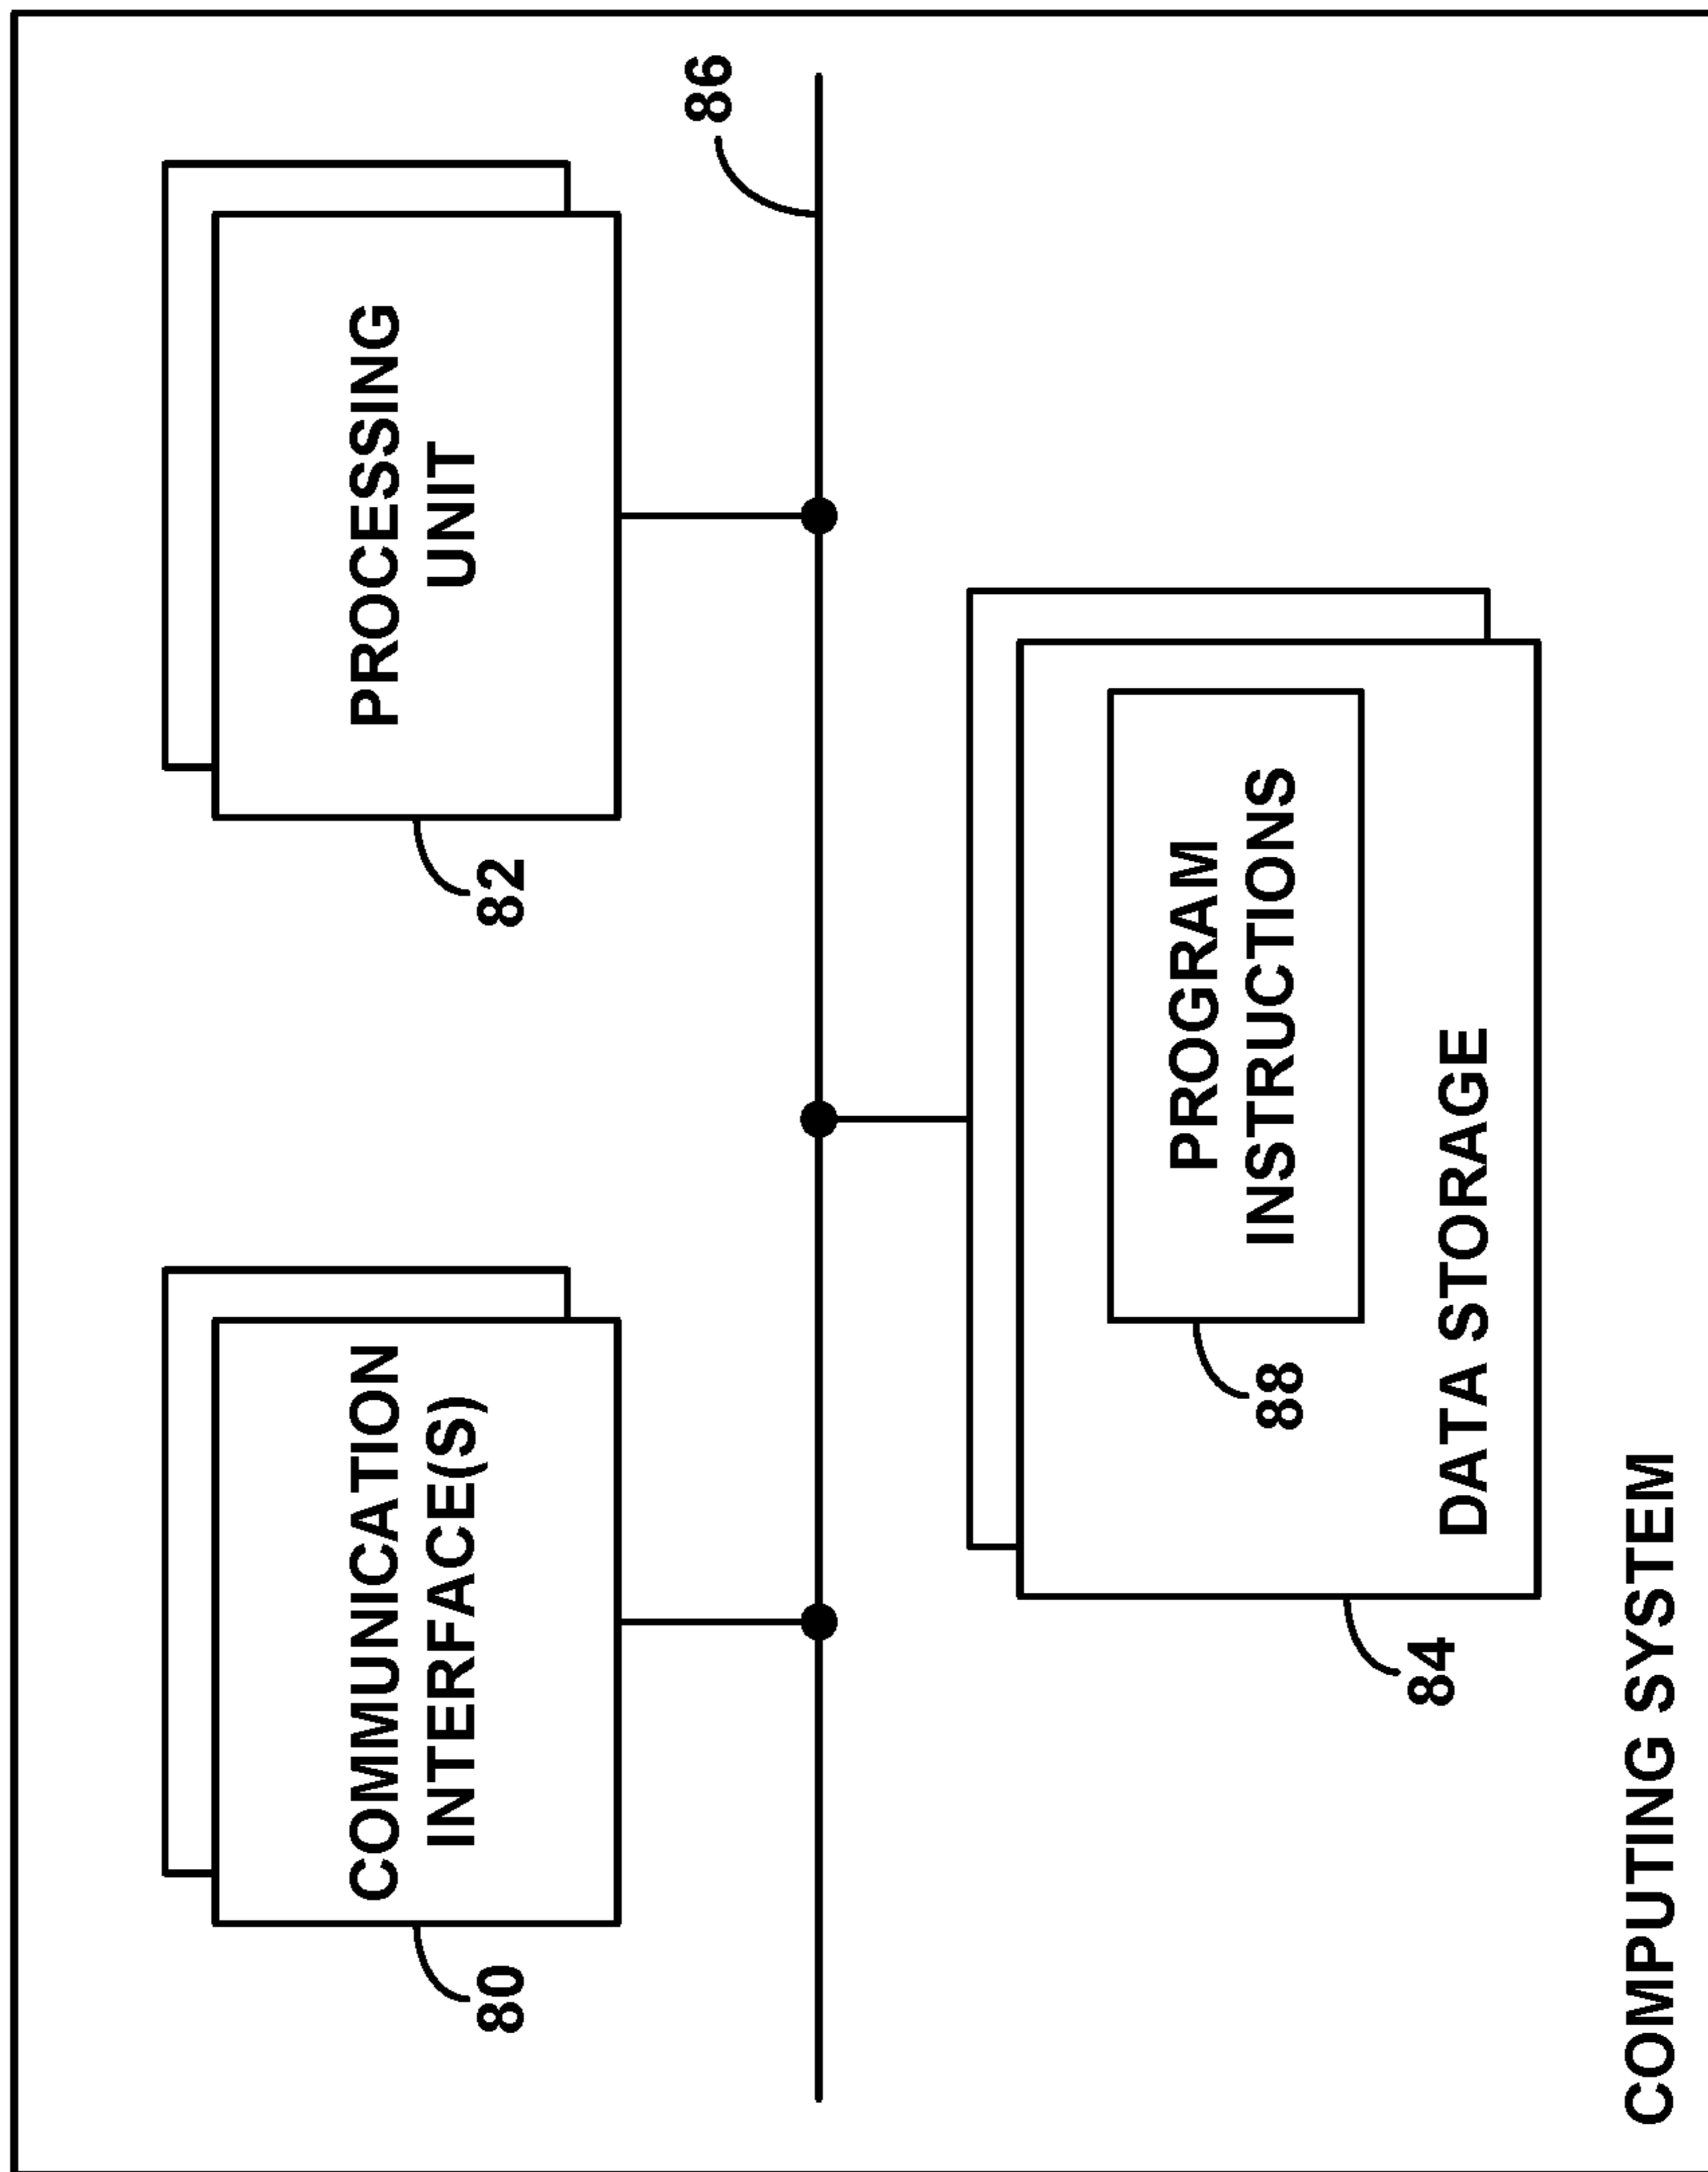 COMMUNICATION
INTERFACE(S)
80
PROCESSING
UNIT
82
86
PROGRAM
INSTRUCTIONS
88
DATA STORAGE
84
COMPUTING SYSTEM